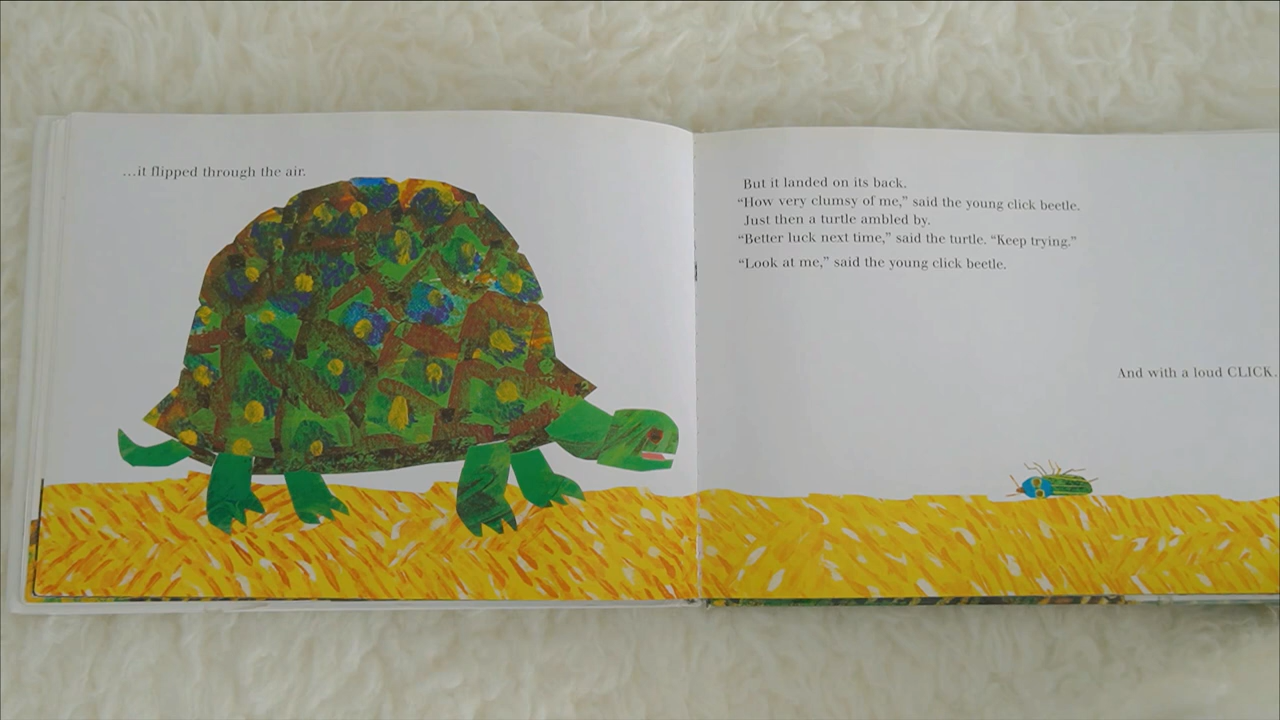 …it flipped through the air.
But it landed on its back.
“How very clumsy of me,” said the young click beetle.
Just then a turtle ambled by.
“Better luck next time,” said the turtle. “Keep trying.”
“Look at me,” said the young click beetle.
And with a loud CLICK.